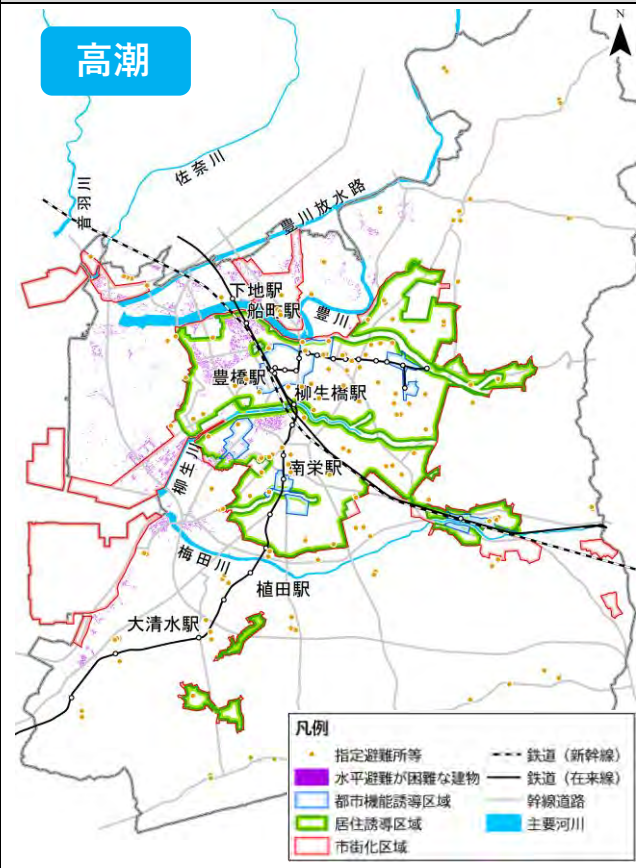 高潮
N
佐奈川
音羽川
豊川放水路
下地駅
船町駅
豊川
豊橋駅
柳生橋駅
柳生川
南栄駅
梅田川
植田駅
大清水駅
凡例
指定避難所等
水平避難が困難な建物
都市機能誘導区域
居住誘導区域
市街化区域
鉄道（新幹線）
鉄道（在来線）
幹線道路
主要河川